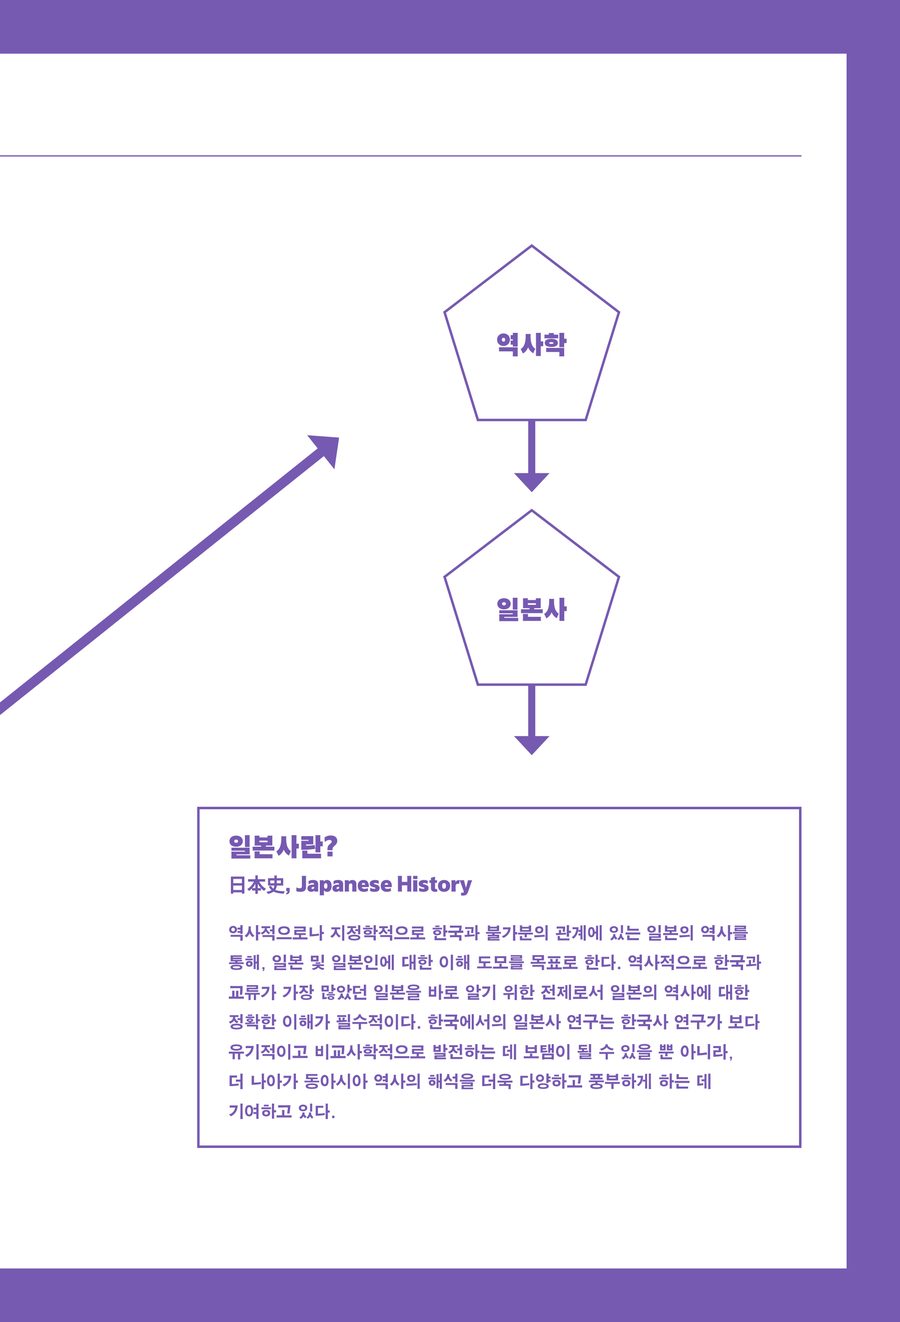 역사학
일본사
일본사란?
日本史, Japanese History
역사적으로나 지정학적으로 한국과 불가분의 관계에 있는 일본의 역사를
통해, 일본 및 일본인에 대한 이해 도모를 목표로 한다. 역사적으로 한국과
교류가 가장 많았던 일본을 바로 알기 위한 전제로서 일본의 역사에 대한
정확한 이해가 필수적이다. 한국에서의 일본사 연구는 한국사 연구가 보다
유기적이고 비교사학적으로 발전하는 데 보탬이 될 수 있을 뿐 아니라,
더 나아가 동아시아 역사의 해석을 더욱 다양하고 풍부하게 하는 데
기여하고 있다.